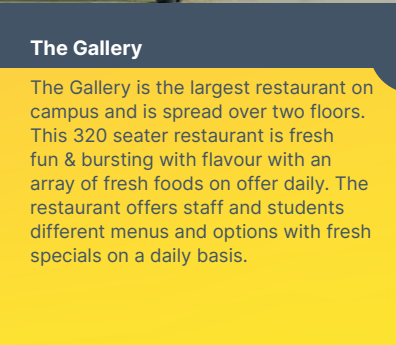 The Gallery
The Gallery is the largest restaurant on
campus and is spread over two floors.
This 320 seater restaurant is fresh
fun & bursting with flavour with an
array of fresh foods on offer daily. The
restaurant offers staff and students
different menus and options with fresh
specials on a daily basis.